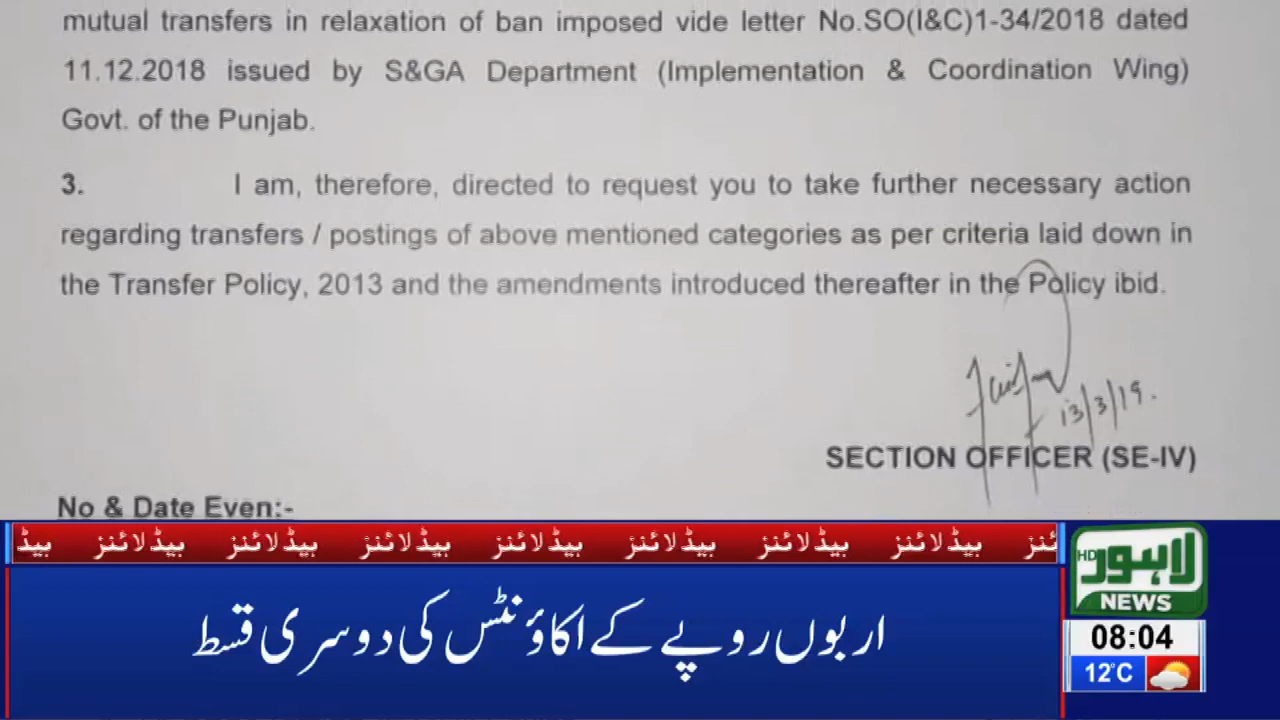 mutual transfers in relaxation of ban imposed vide letter No.SO(I&C)1-34/2018 dated
11.12.2018 issued by S&GA Department (Implementation & Coordination Wing)
Govt. of the Punjab.
3. I am, therefore, directed to request you to take further necessary action
regarding transfers / postings of above mentioned categories as per criteria laid down in
the Transfer Policy, 2013 and the amendments introduced thereafter in the Policy ibid.
13/3/19.
SECTION OFFICER (SE-IV)
No & Date Even:-
ئنز ہیڈلائنز ہیڈلائنز ہیڈلائنز ہیڈلائنز ہیڈلائنز ہیڈلائنز ہیڈلائنز ہیڈ
اربوں روپے کے اکاؤنٹس کی دوسری قسط
HD لاہور
NEWS
08:04
12°C